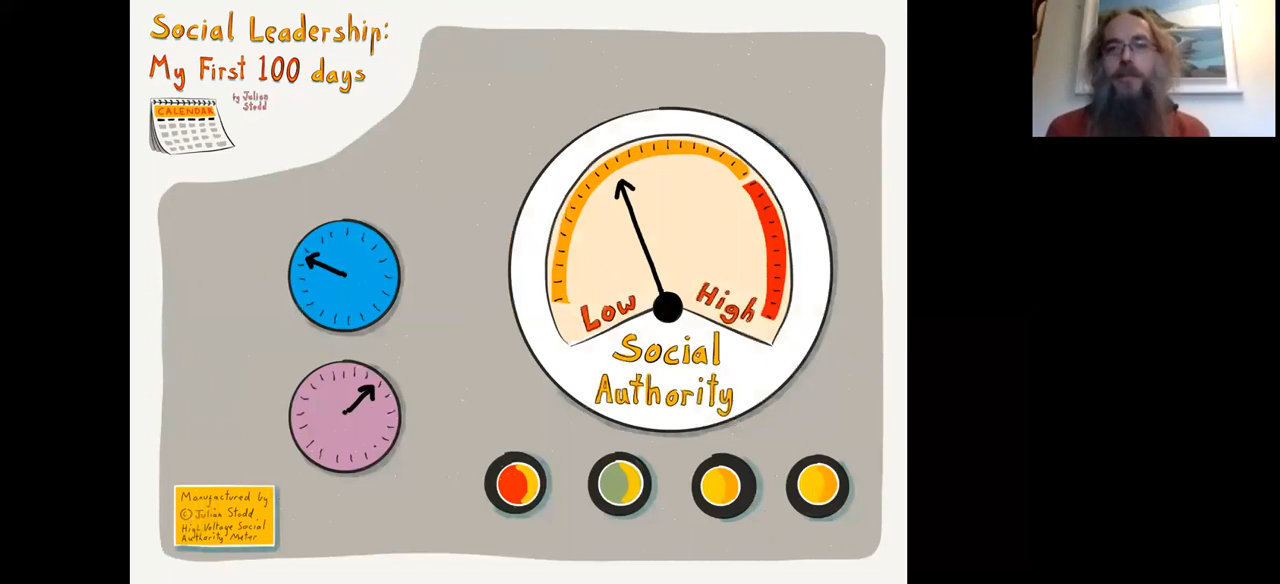 Social Leadership:
My First 100 days
by Julian
Stodd
CALENDAR
Low
High
Social
Authority
Manufactured by
© Julian Stodd
High Voltage Social
Authority Meter